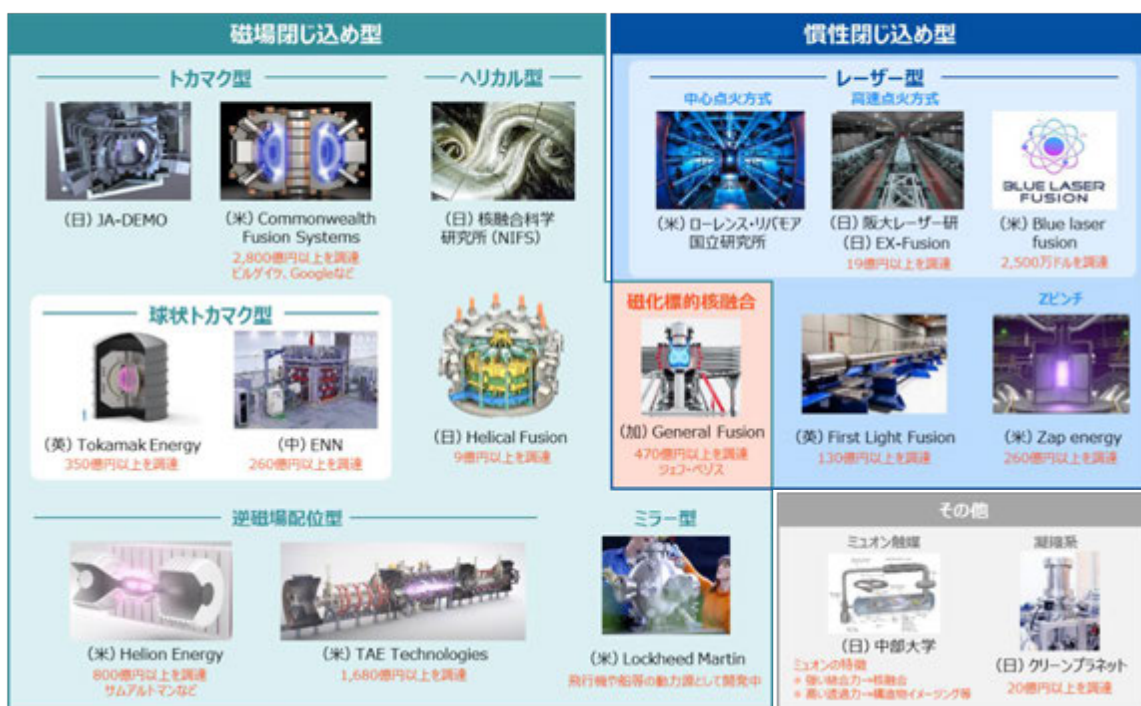 磁場閉じ込め型
トカマク型
ヘリカル型
(日) JA-DEMO
(米) Commonwealth
Fusion Systems
2,800億円以上を調達
ビルゲイツ、Googleなど
(日) 核融合科学
研究所 (NIFS)
球状トカマク型
(英) Tokamak Energy
350億円以上を調達
(中) ENN
260億円以上を調達
(日) Helical Fusion
9億円以上を調達
逆磁場配位型
ミラー型
(米) Helion Energy
800億円以上を調達
サムアルトマンなど
(米) TAE Technologies
1,680億円以上を調達
(米) Lockheed Martin
飛行機や船等の動力源として開発中
慣性閉じ込め型
レーザー型
中心点火方式
高速点火方式
BLUE LASER
FUSION
(米) ローレンス・リバモア
国立研究所
(日) 阪大レーザー研
(日) EX-Fusion
19億円以上を調達
(米) Blue laser
fusion
2,500万ドルを調達
磁化標的核融合
(加) General Fusion
470億円以上を調達
ジェフ・ベゾス
(英) First Light Fusion
130億円以上を調達
Zピンチ
(米) Zap energy
260億円以上を調達
その他
ミュオン触媒
凝縮系
(日) 中部大学
ミュオンの特徴
● 強い結合力→核融合
● 高い透過力→構造物イメージング等
(日) クリーンプラネット
20億円以上を調達